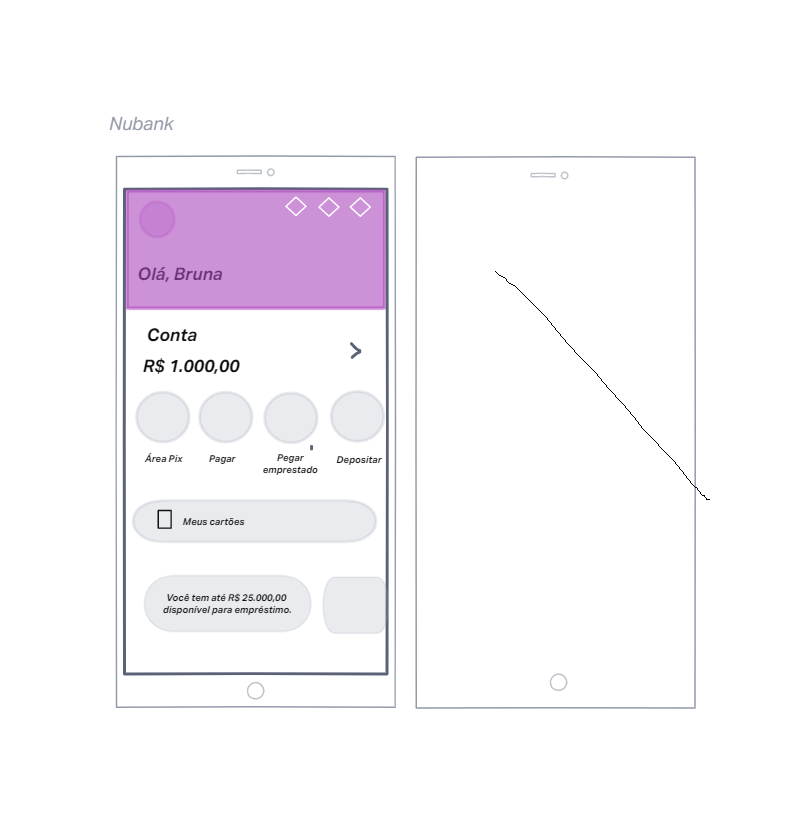 Nubank
Olá, Bruna
Conta
R$ 1.000,00
Área Pix
Pagar
Pegar
emprestado
Depositar
Meus cartões
Você tem até R$ 25.000,00
disponível para empréstimo.